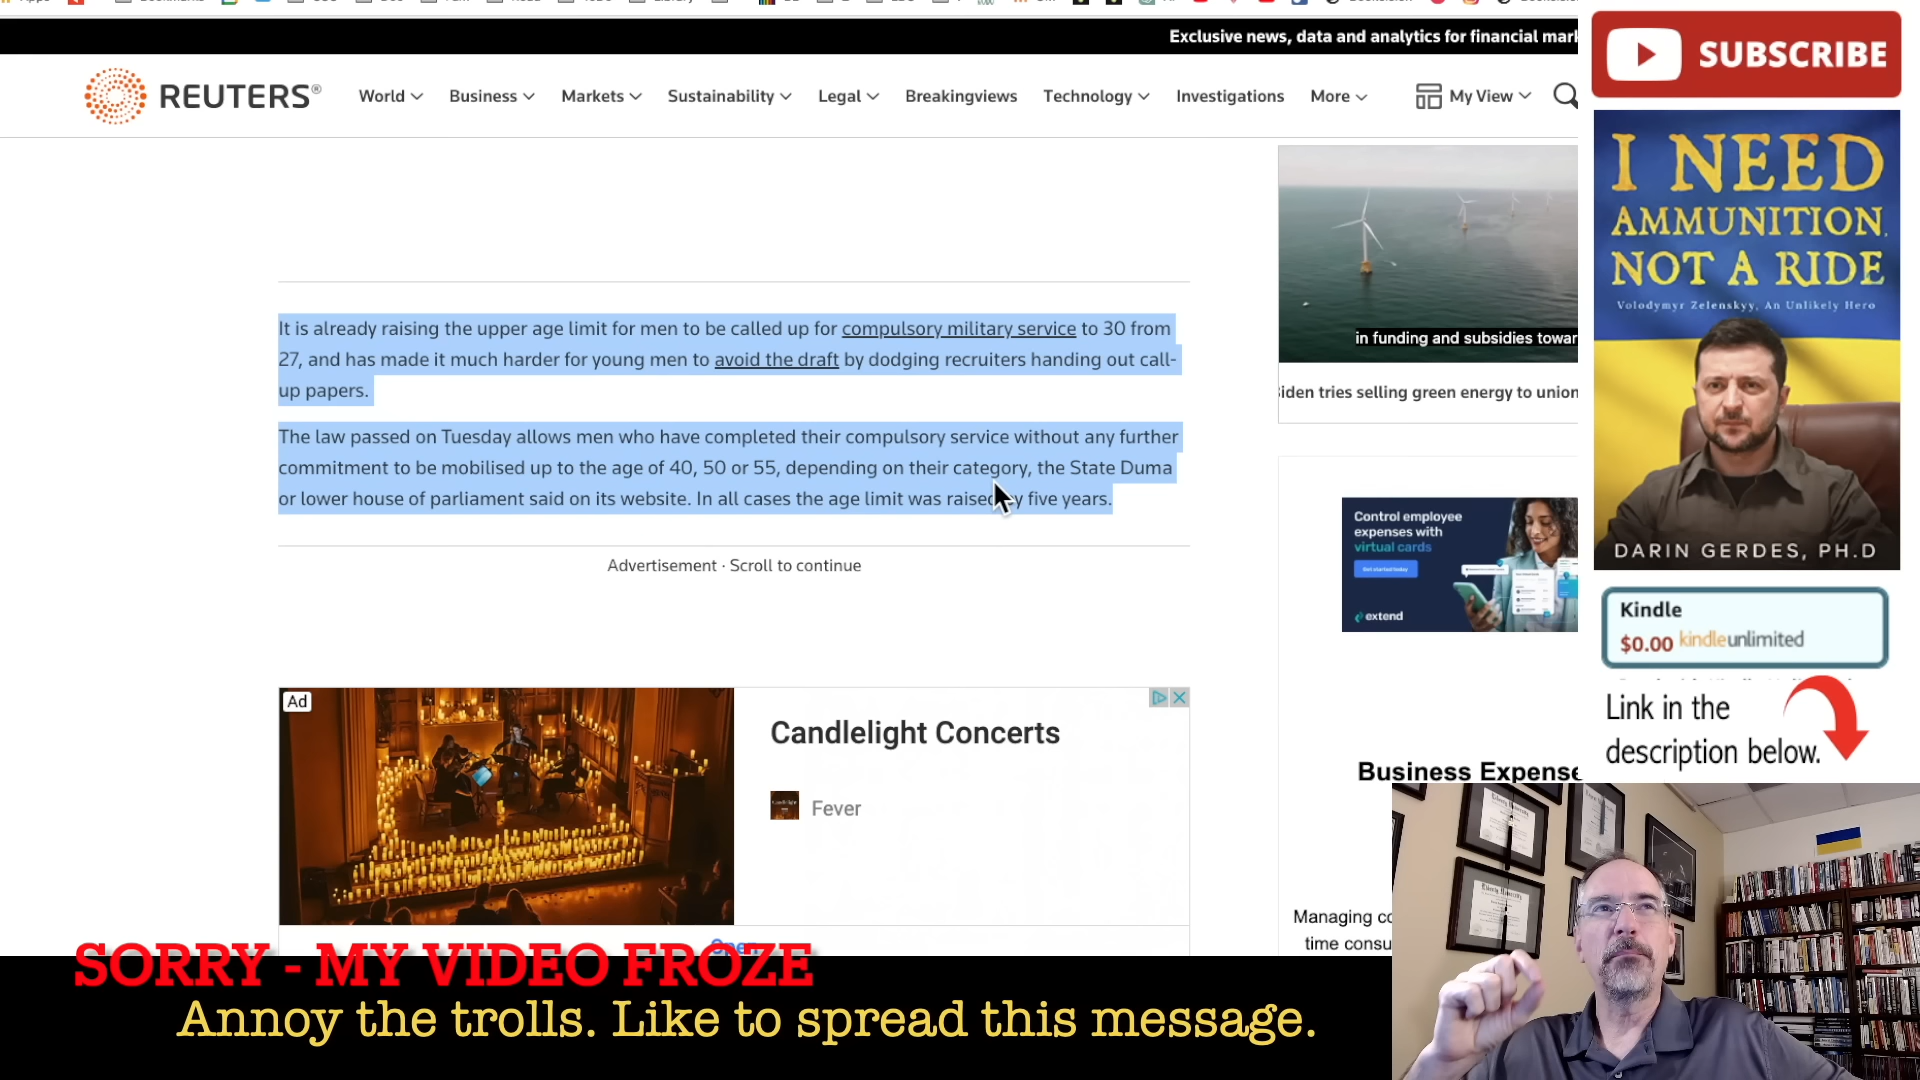 Exclusive news, data and analytics for financial mark
REUTERS®
World Business Markets Sustainability Legal Breakingviews Technology Investigations More My View
It is already raising the upper age limit for men to be called up for compulsory military service to 30 from
27, and has made it much harder for young men to avoid the draft by dodging recruiters handing out call-
up papers.
The law passed on Tuesday allows men who have completed their compulsory service without any further
commitment to be mobilised up to the age of 40, 50 or 55, depending on their category, the State Duma
or lower house of parliament said on its website. In all cases the age limit was raised y five years.
Advertisement · Scroll to continue
Ad
Candlelight Concerts
Fever
Open
in funding and subsidies towar
iden tries selling green energy to union
Control employee
expenses with
virtual cards
Get started today
extend
Business Expense
Managing co
time consu
SUBSCRIBE
I NEED
AMMUNITION,
NOT A RIDE
Volodymyr Zelenskyy, An Unlikely Hero
DARIN GERDES, PH.D
Kindle
$0.00 kindleunlimited
Link in the
description below.
SORRY - MY VIDEO FROZE
Annoy the trolls. Like to spread this message.